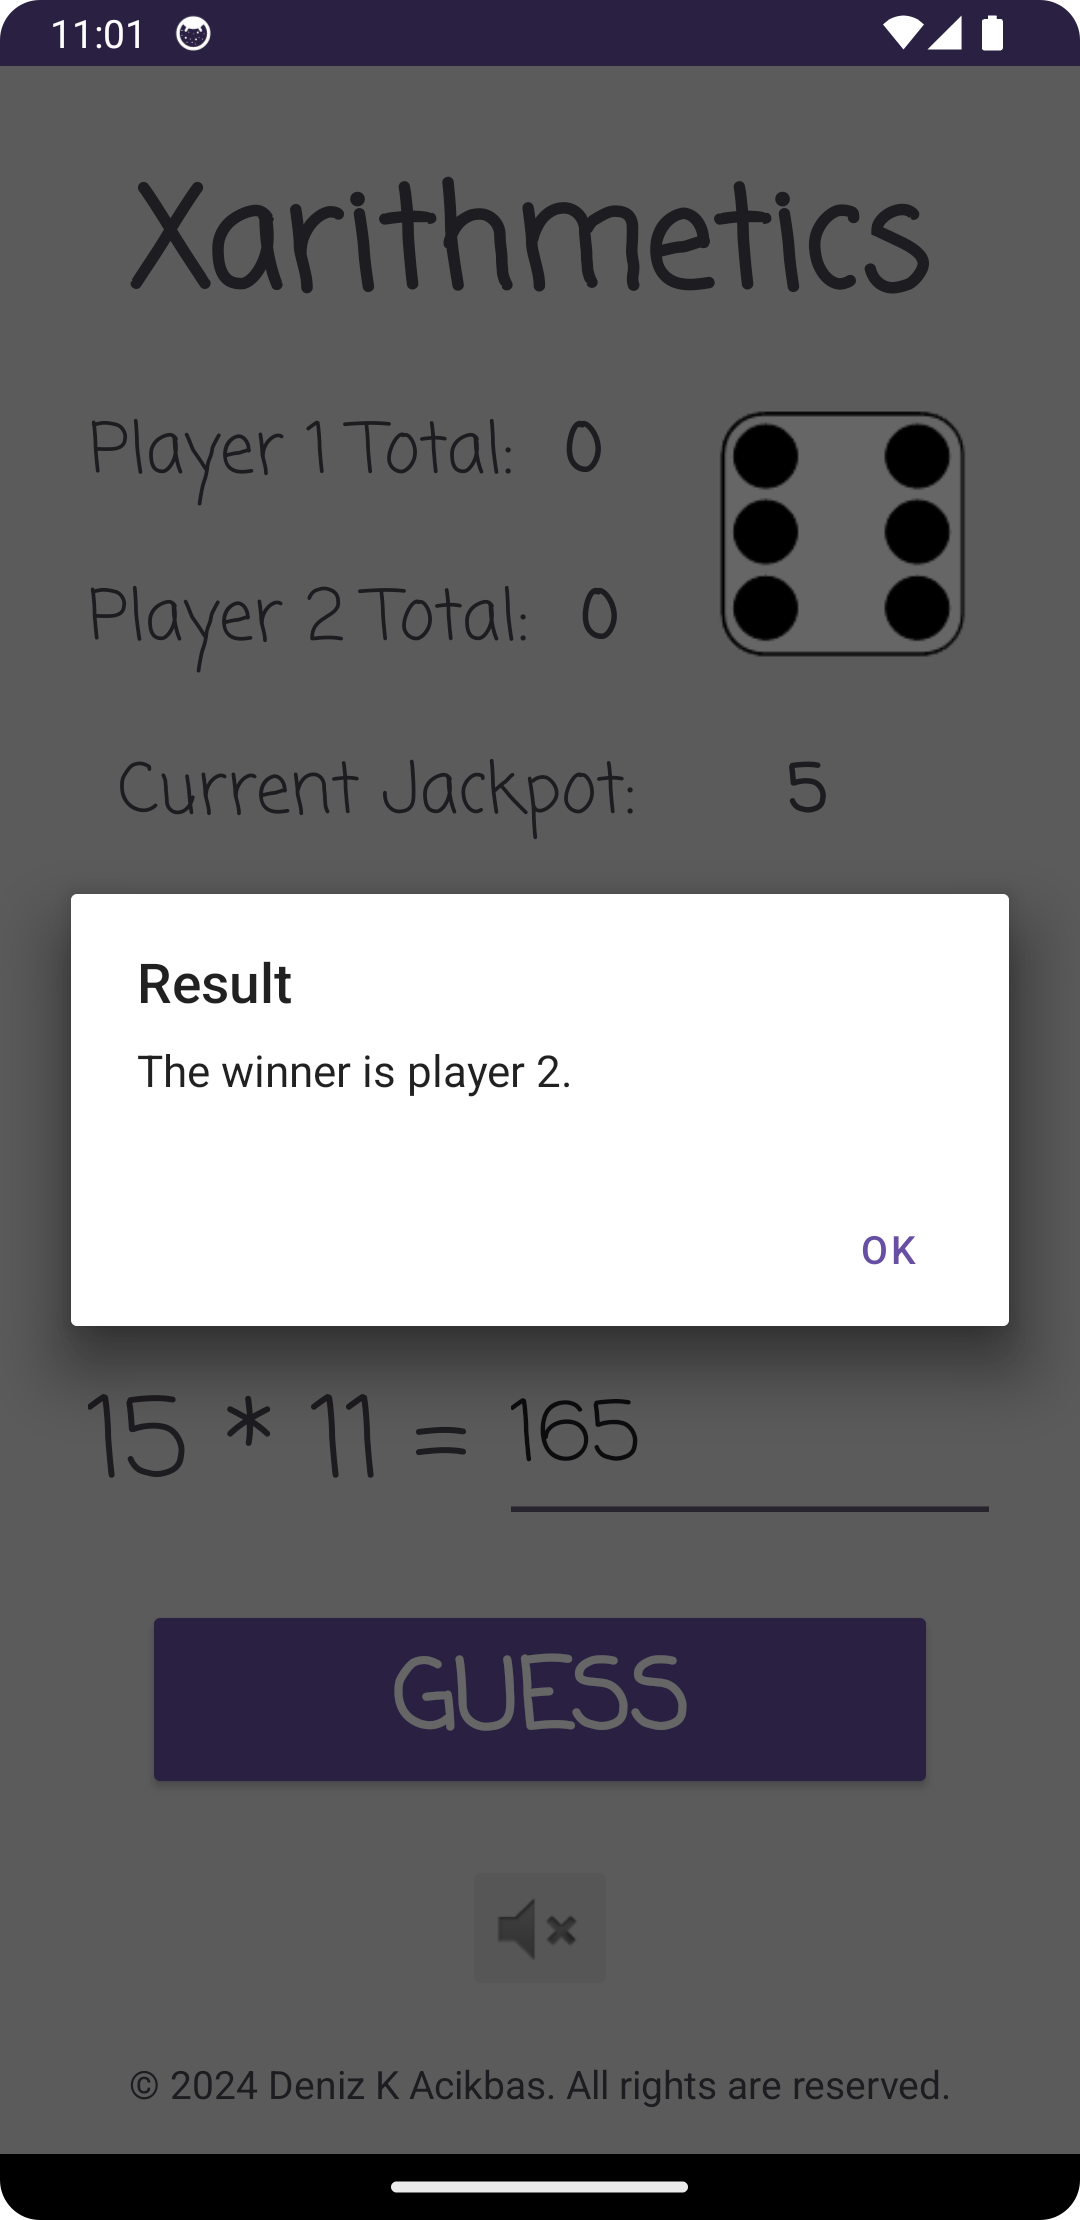 11:01
Xarithmetics
Player 1 Total: 0
Player 2 Total: 0
Current Jackpot: 5
Result
The winner is player 2.
OK
15 * 11 = 165
GUESS
© 2024 Deniz K Acikbas. All rights are reserved.